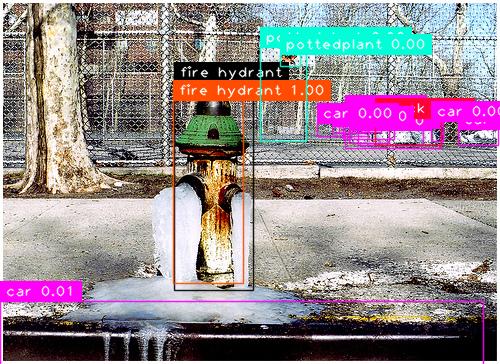 pottedplant 0.00
fire hydrant
fire hydrant 1.00
car 0.00
car 0.00
car 0.01